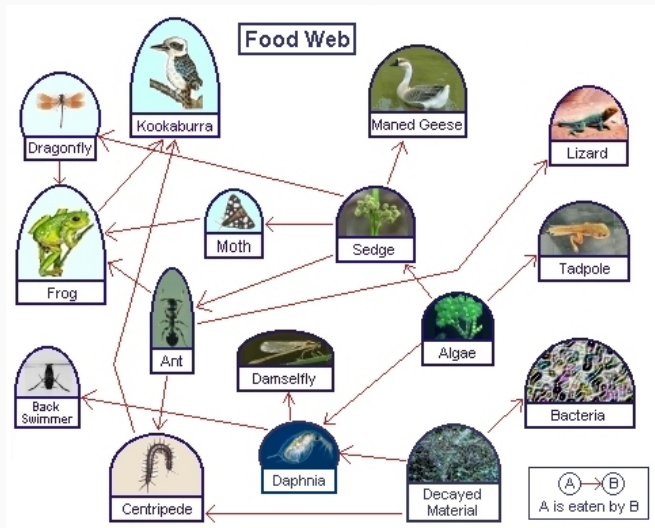 Food Web
Kookaburra
Maned Geese
Dragonfly
Lizard
Moth
Sedge
Tadpole
Frog
Ant
Algae
Damselfly
Back
Swimmer
Bacteria
Daphnia
Centripede
Decayed
Material
A B
A is eaten by B